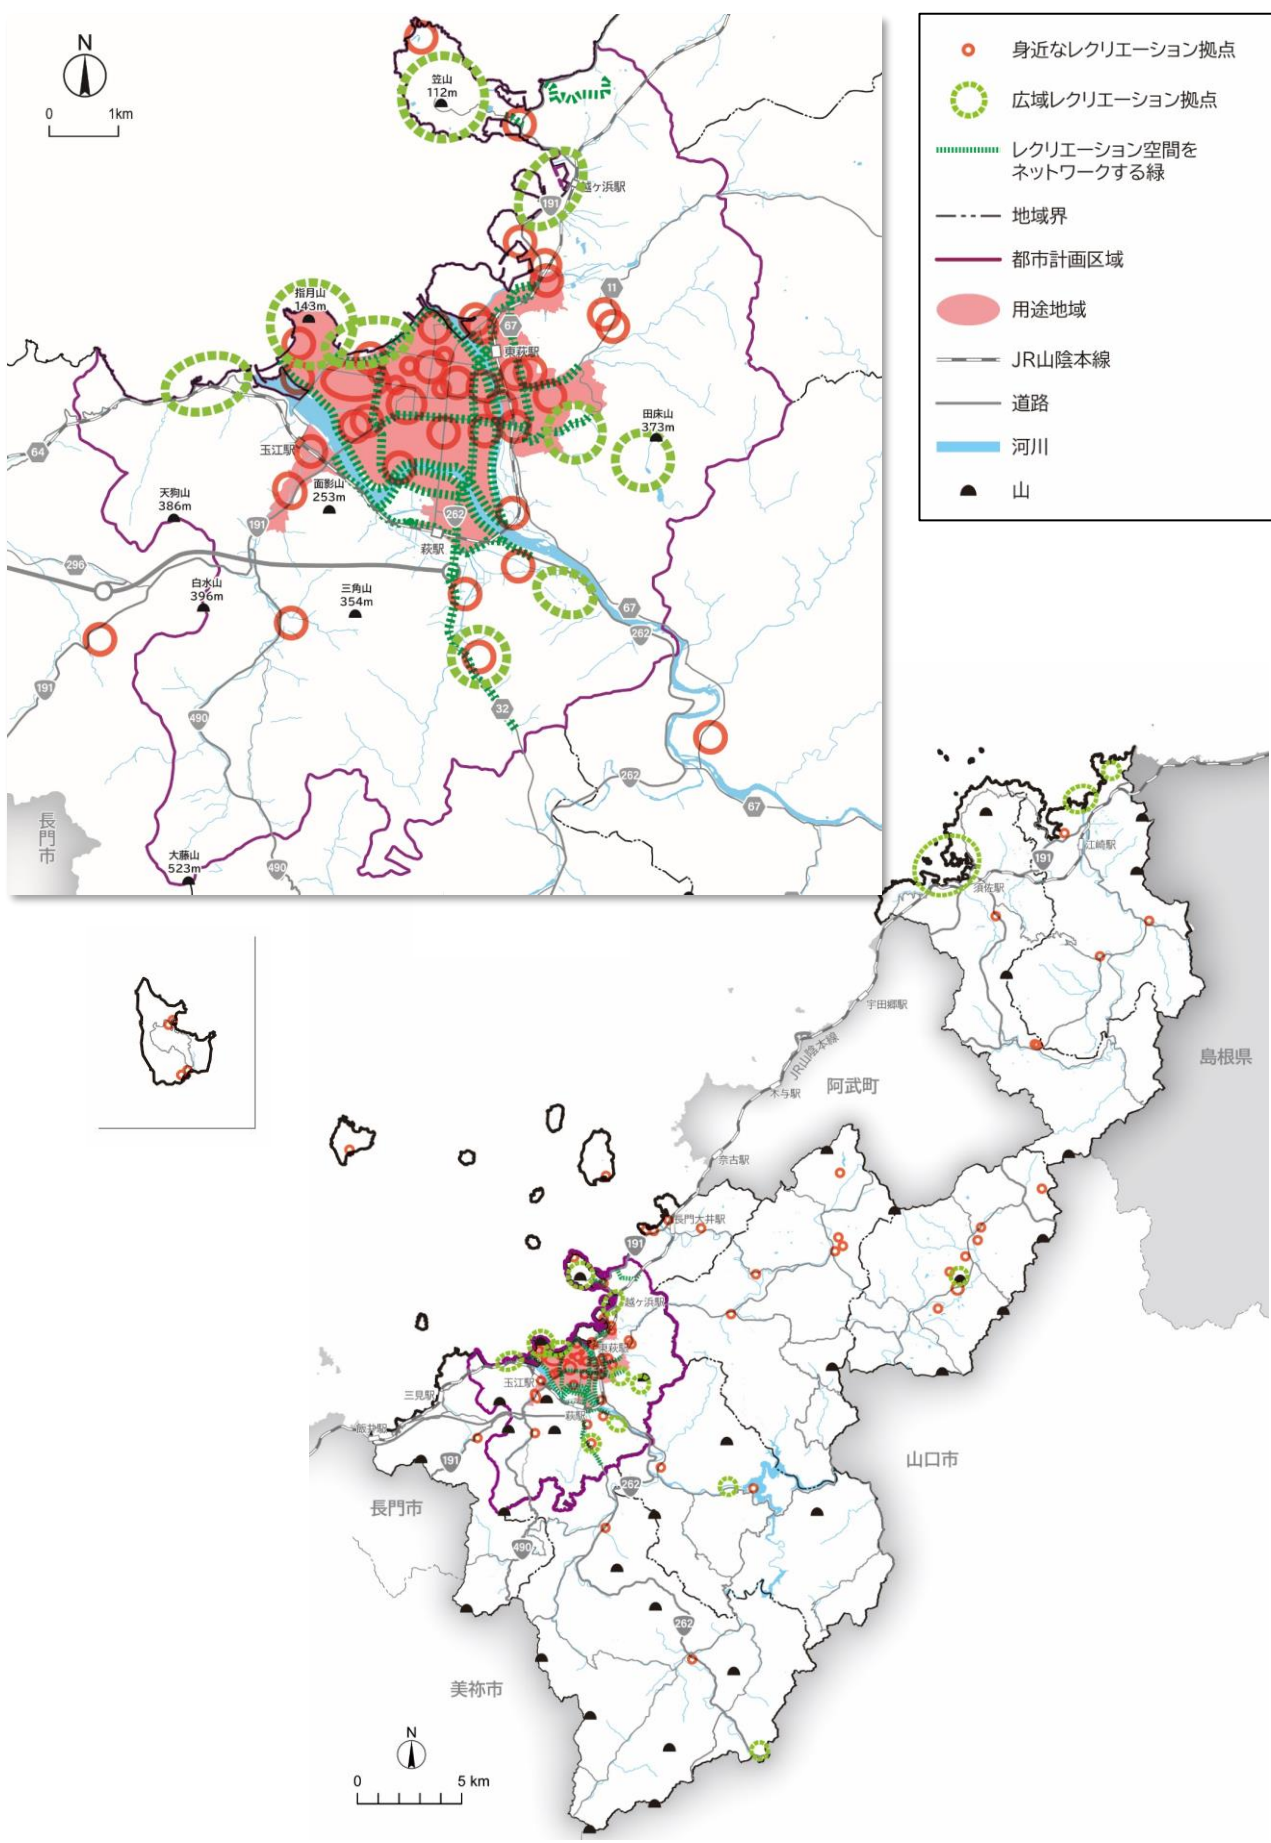 N
0 1km
笠山
112m
越ヶ浜駅
191
指月山
143m
11
67
東萩駅
田床山
373m
64
玉江駅
面影山
253m
天狗山
386m
191
262
萩駅
296
白水山
396m
三角山
354m
67
262
191
490
32
262
67
長門市
大藤山
523m
490
身近なレクリエーション拠点
広域レクリエーション拠点
レクリエーション空間を
ネットワークする緑
地域界
都市計画区域
用途地域
JR山陰本線
道路
河川
山
191
江崎駅
須佐駅
宇田郷駅
JR山陰本線
木与駅
阿武町
島根県
奈古駅
長門大井駅
191
越ヶ浜駅
東萩駅
玉江駅
三見駅
萩駅
飯井駅
191
262
山口市
長門市
490
262
美祢市
N
0 5 km